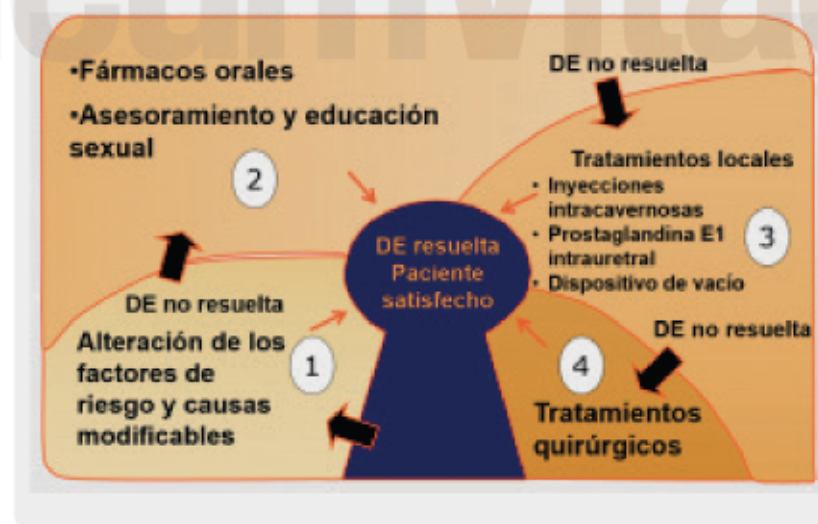 •Fármacos orales
•Asesoramiento y educación
sexual
2
DE no resuelta
Alteración de los
factores de
riesgo y causas
modificables
1
DE resuelta
Paciente
satisfecho
DE no resuelta
Tratamientos locales
• Inyecciones
intracavernosas
• Prostaglandina E1
intrauretral
• Dispositivo de vacío
3
DE no resuelta
4
Tratamientos
quirúrgicos